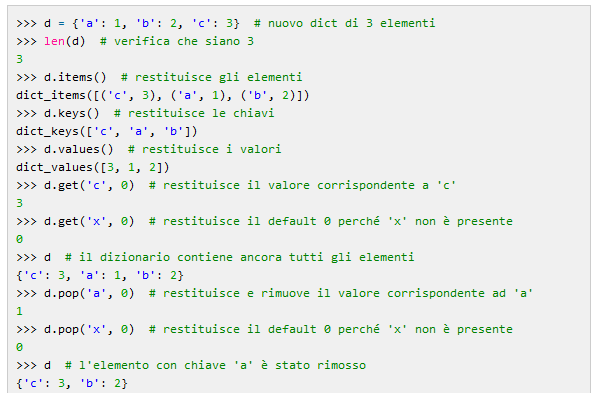 >>> d = {'a': 1, 'b': 2, 'c': 3}  # nuovo dict di 3 elementi
>>> len(d)  # verifica che siano 3
3
>>> d.items()  # restituisce gli elementi
dict_items([('c', 3), ('a', 1), ('b', 2)])
>>> d.keys()  # restituisce le chiavi
dict_keys(['c', 'a', 'b'])
>>> d.values()  # restituisce i valori
dict_values([3, 1, 2])
>>> d.get('c', 0)  # restituisce il valore corrispondente a 'c'
3
>>> d.get('x', 0)  # restituisce il default 0 perché 'x' non è presente
0
>>> d  # il dizionario contiene ancora tutti gli elementi
{'c': 3, 'a': 1, 'b': 2}
>>> d.pop('a', 0)  # restituisce e rimuove il valore corrispondente ad 'a'
1
>>> d.pop('x', 0)  # restituisce il default 0 perché 'x' non è presente
0
>>> d  # l'elemento con chiave 'a' è stato rimosso
{'c': 3, 'b': 2}